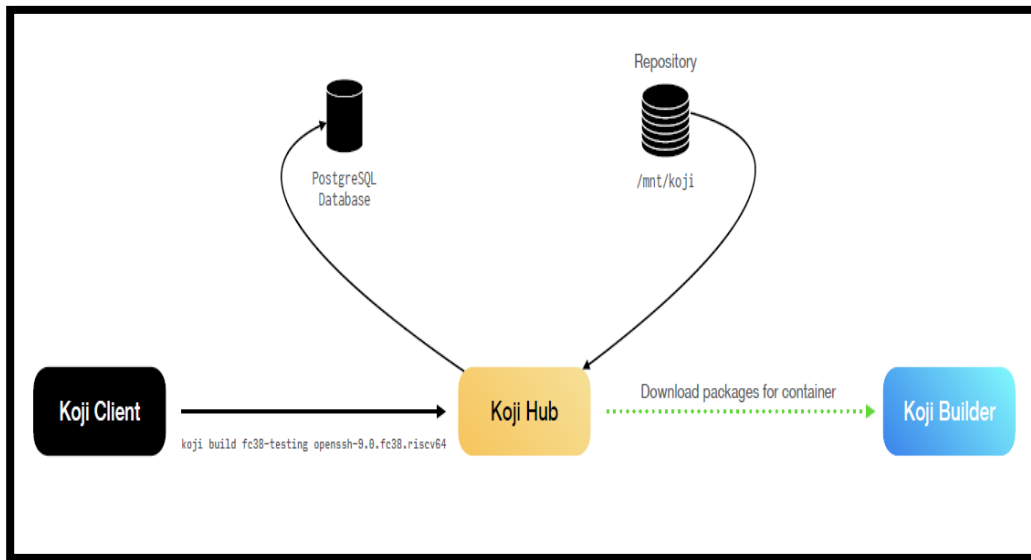 Repository
PostgreSQL
Database
/mnt/koji
Koji Client
koji build fc38-testing openssh-9.0.fc38.riscv64
Koji Hub
Download packages for container
Koji Builder